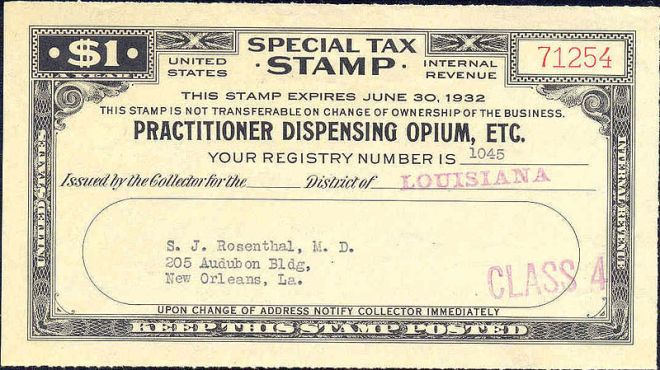 $1 SPECIAL TAX 71254
A YEAR UNITED STATES STAMP INTERNAL REVENUE
THIS STAMP EXPIRES JUNE 30, 1932
THIS STAMP IS NOT TRANSFERABLE ON CHANGE OF OWNERSHIP OF THE BUSINESS.
PRACTITIONER DISPENSING OPIUM, ETC.
YOUR REGISTRY NUMBER IS 1045
Issued by the Collector for the District of LOUISIANA
S. J. Rosenthal, M. D.
205 Audubon Bldg,
New Orleans, La.
CLASS 4
UPON CHANGE OF ADDRESS NOTIFY COLLECTOR IMMEDIATELY
KEEP THIS STAMP POSTED
INTERNAL REVENUE